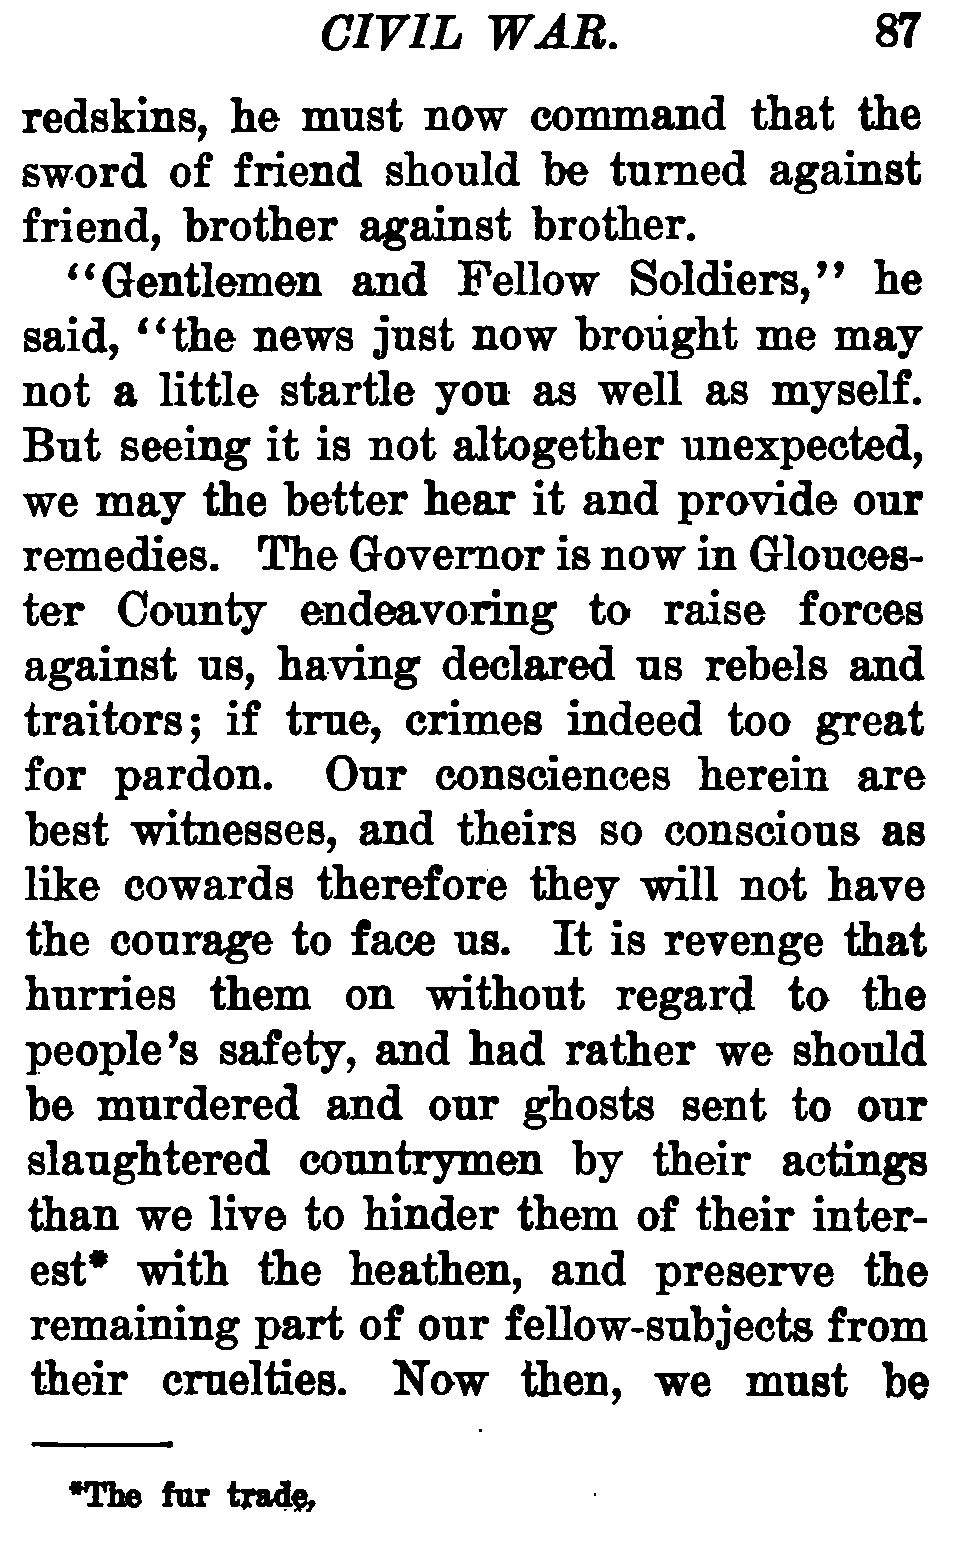 CIVIL WAR. 87
redskins, he must now command that the
sword of friend should be turned against
friend, brother against brother.
"Gentlemen and Fellow Soldiers," he
said, "the news just now brought me may
not a little startle you as well as myself.
But seeing it is not altogether unexpected,
we may the better hear it and provide our
remedies. The Governor is now in Glouces-
ter County endeavoring to raise forces
against us, having declared us rebels and
traitors; if true, crimes indeed too great
for pardon. Our consciences herein are
best witnesses, and theirs so conscious as
like cowards therefore they will not have
the courage to face us. It is revenge that
hurries them on without regard to the
people's safety, and had rather we should
be murdered and our ghosts sent to our
slaughtered countrymen by their actings
than we live to hinder them of their inter-
est* with the heathen, and preserve the
remaining part of our fellow-subjects from
their cruelties. Now then, we must be
*The fur trade,